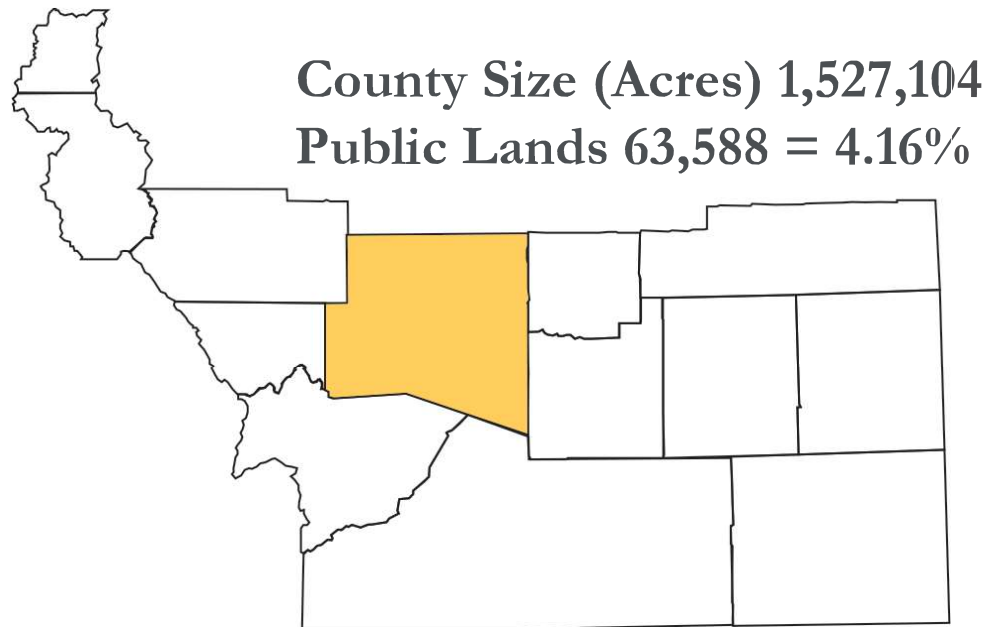 County Size (Acres) 1,527,104
Public Lands 63,588 = 4.16%